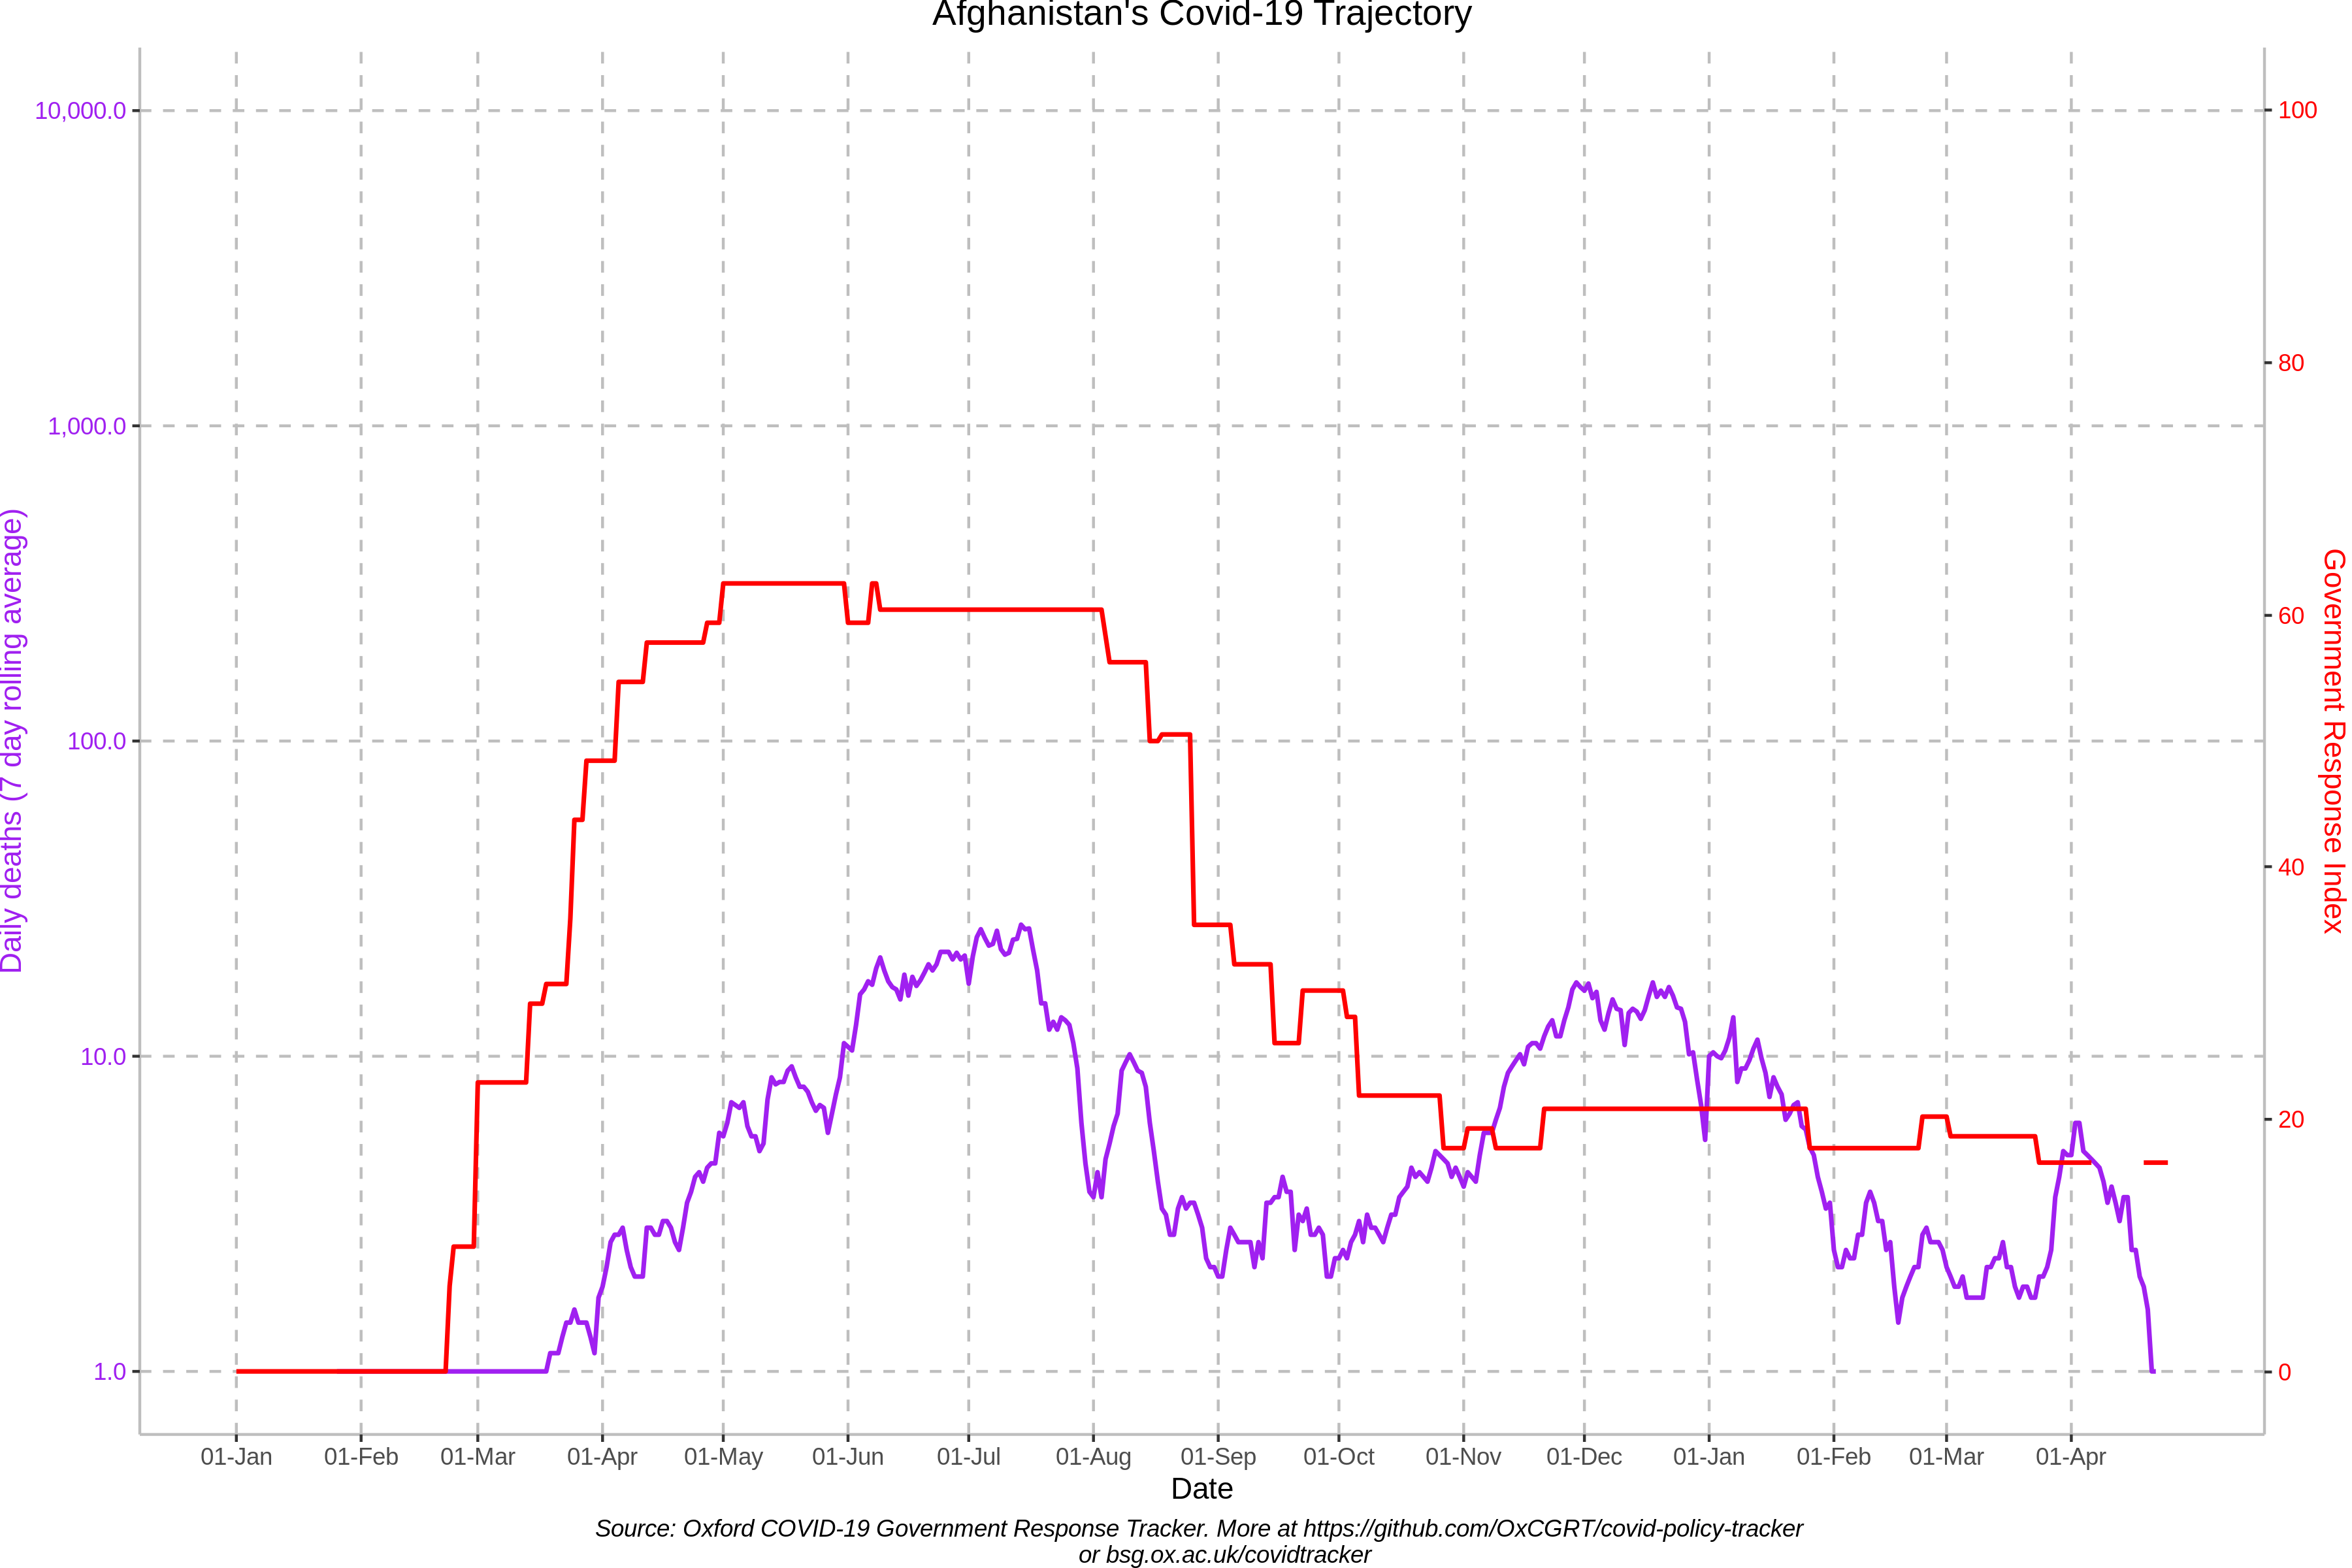 Afghanistan's Covid-19 Trajectory
10,000.0
1,000.0
100.0
10.0
1.0
Daily deaths (7 day rolling average)
100
80
60
40
20
0
Government Response Index
01-Jan 01-Feb 01-Mar 01-Apr 01-May 01-Jun 01-Jul 01-Aug 01-Sep 01-Oct 01-Nov 01-Dec 01-Jan 01-Feb 01-Mar 01-Apr
Date
Source: Oxford COVID-19 Government Response Tracker. More at https://github.com/OxCGRT/covid-policy-tracker
or bsg.ox.ac.uk/covidtracker